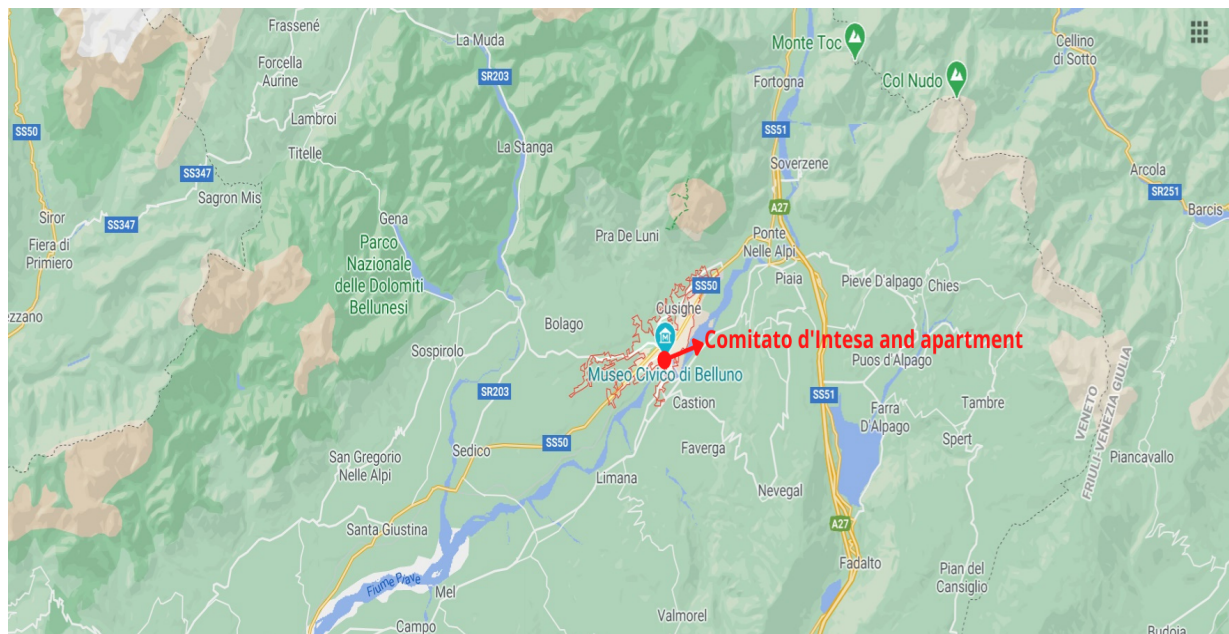 Frassené
La Muda
Monte Toc
Cellino
di Sotto
Forcella
Aurine
SR203
Col Nudo
Fortogna
Lambroi
SS50
SS51
Titelle
La Stanga
Soverzene
SS347
Arcola
Sagron Mis
SR251
A27
Barcis
Siror
SS347
Gena
Fiera di
Primiero
Parco
Nazionale
delle Dolomiti
Bellunesi
Pra De Luni
Ponte
Nelle Alpi
Piaia
SS50
Pieve D'alpago
Chies
ezzano
Cusighe
Bolago
Comitato d'Intesa and apartment
Sospirolo
Puos d'Alpago
Museo Civico di Belluno
SR203
SS51
VENETO
FRIULI-VENEZIA GIULIA
Castion
Farra
D'Alpago
Tambre
SS50
Sedico
Faverga
Spert
San Gregorio
Nelle Alpi
Piancavallo
Limana
Nevegal
Santa Giustina
A27
Fiume Piave
Fadalto
Mel
Pian del
Cansiglio
Valmorel
Campo
Budoia